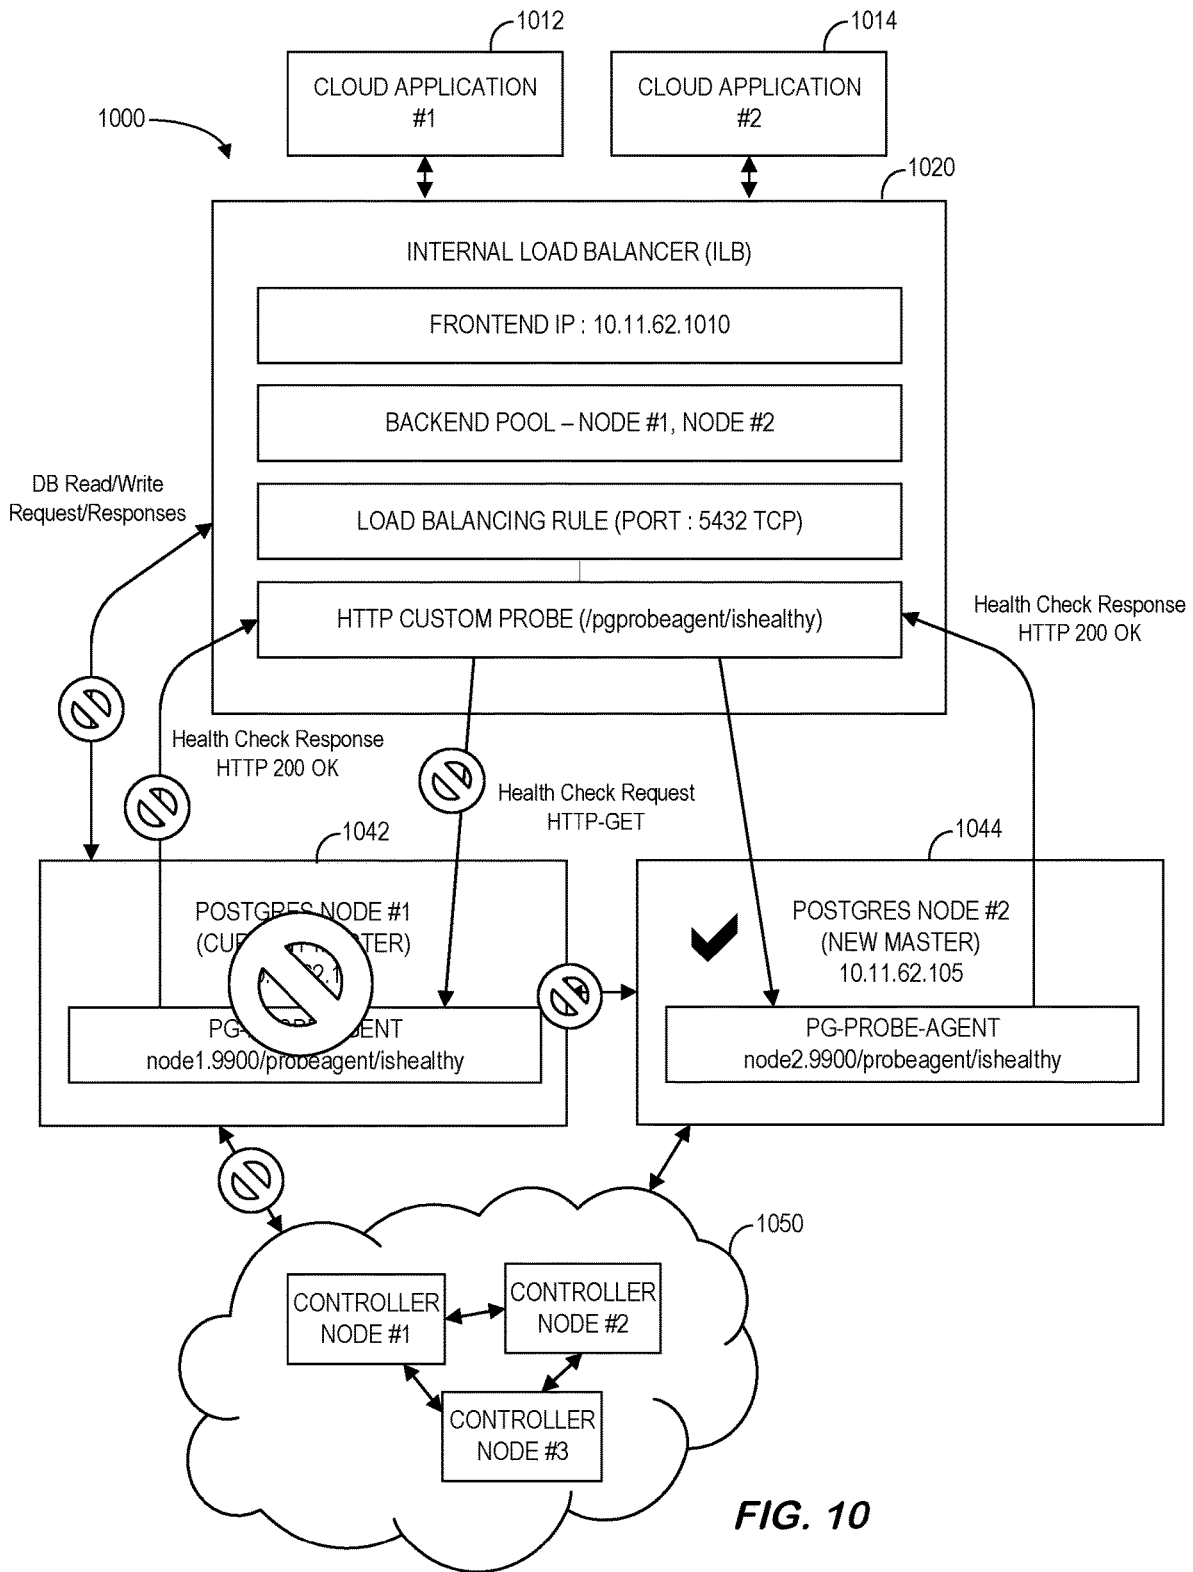 1012
1014
CLOUD APPLICATION
#1
CLOUD APPLICATION
#2
1000
1020
INTERNAL LOAD BALANCER (ILB)
FRONTEND IP : 10.11.62.1010
BACKEND POOL – NODE #1, NODE #2
DB Read/Write
Request/Responses
LOAD BALANCING RULE (PORT : 5432 TCP)
HTTP CUSTOM PROBE (/pgprobeagent/ishealthy)
Health Check Response
HTTP 200 OK
Health Check Response
HTTP 200 OK
Health Check Request
HTTP-GET
1042
1044
POSTGRES NODE #1
POSTGRES NODE #2
(NEW MASTER)
10.11.62.105
node1.9900/probeagent/ishealthy
PG-PROBE-AGENT
node2.9900/probeagent/ishealthy
1050
CONTROLLER
NODE #1
CONTROLLER
NODE #2
CONTROLLER
NODE #3
FIG. 10